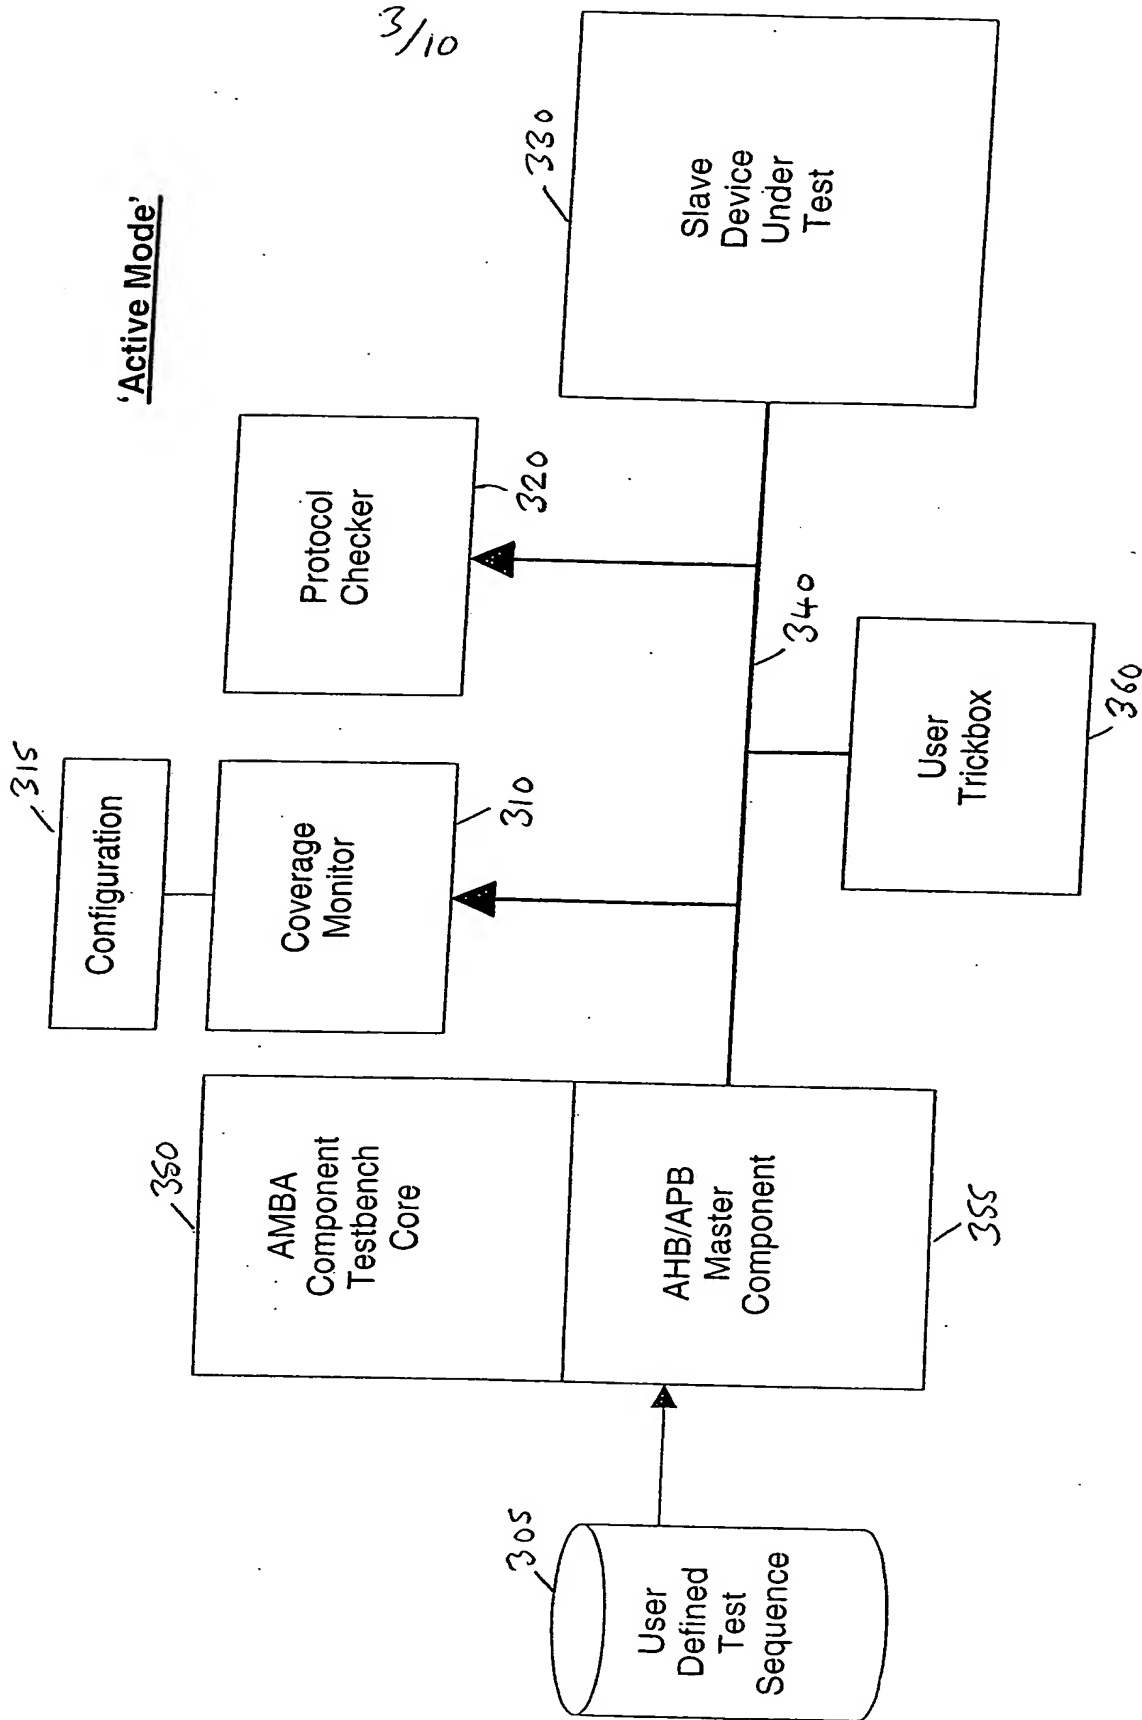 3/10
'Active Mode'
315
Configuration
350
AMBA
Component
Testbench
Core
Coverage
Monitor
310
Protocol
Checker
320
330
Slave
Device
Under
Test
305
User
Defined
Test
Sequence
AHB/APB
Master
Component
355
340
User
Trickbox
360